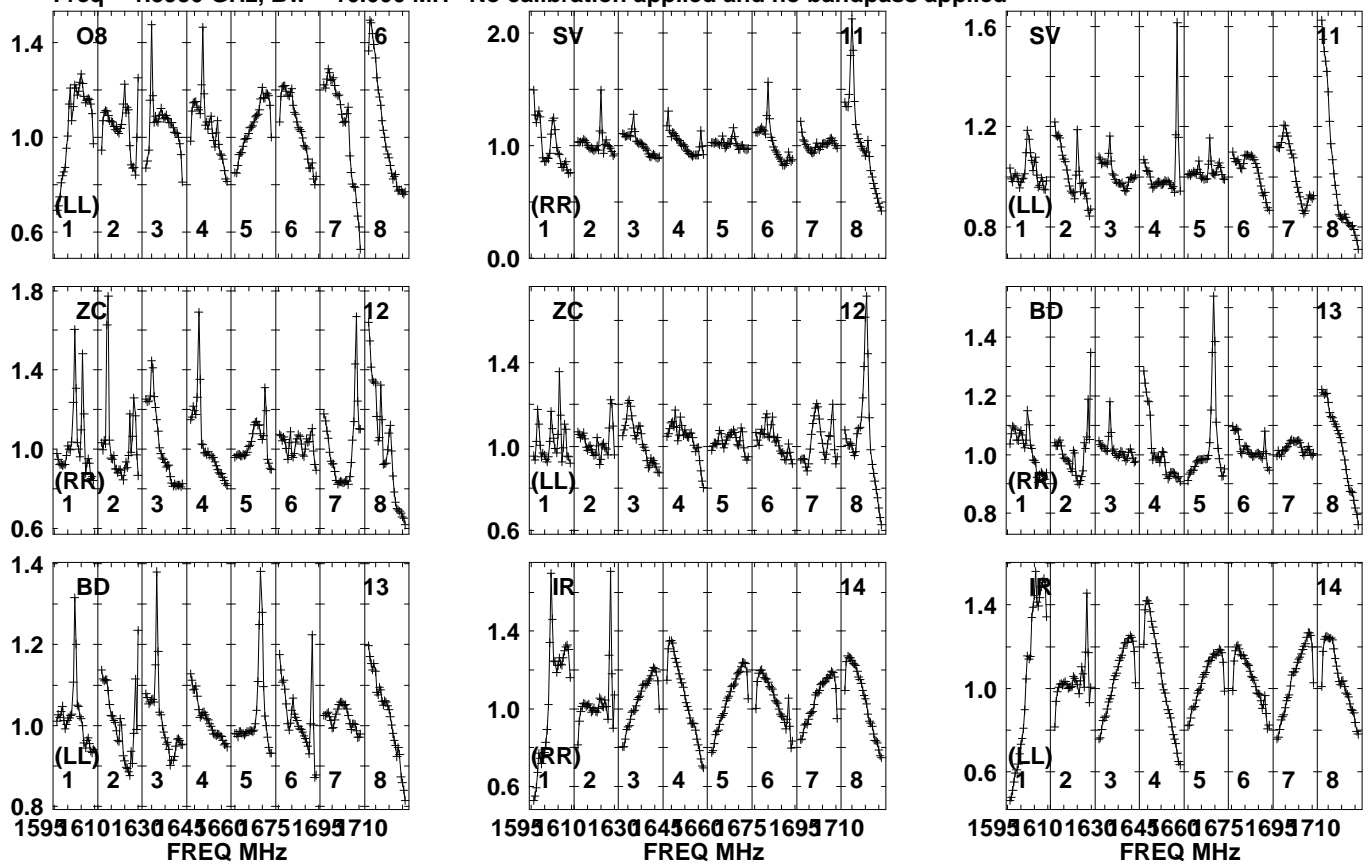 No calibration applied and no bandpass applied
1.4 O8 6
1.2
1.0
0.8
(LL)
0.6 1 2 3 4 5 6 7 8
2.0 SV 11
1.0
(RR)
1 2 3 4 5 6 7 8
0.0
1.6 SV 11
1.2
(LL)
0.8 1 2 3 4 5 6 7 8
1.8 ZC 12
1.4
1.0
(RR)
1 2 3 4 5 6 7 8
0.6
ZC 12
1.4
1.0
(LL)
1 2 3 4 5 6 7 8
0.6
BD 13
1.4
1.2
1.0
(RR)
0.8 1 2 3 4 5 6 7 8
1.4
BD 13
1.2
1.0
(LL)
1 2 3 4 5 6 7 8
0.8
1595 1610 1630 1645 1660 1675 1695 1710
FREQ MHz
IR 14
1.4
1.0
(RR)
0.6 1 2 3 4 5 6 7 8
1595 1610 1630 1645 1660 1675 1695 1710
FREQ MHz
IR 14
1.4
1.0
(LL)
0.6 1 2 3 4 5 6 7 8
1595 1610 1630 1645 1660 1675 1695 1710
FREQ MHz